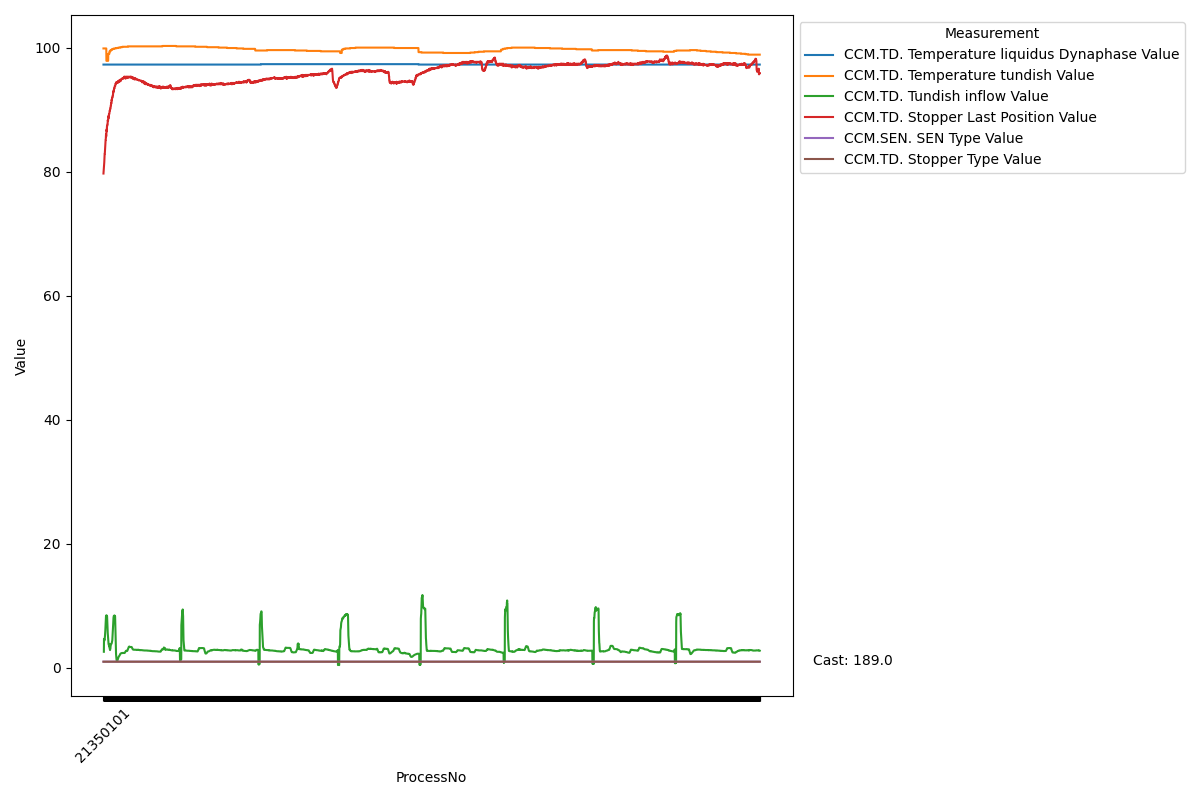 Measurement
CCM.TD. Temperature liquidus Dynaphase Value
CCM.TD. Temperature tundish Value
CCM.TD. Tundish inflow Value
CCM.TD. Stopper Last Position Value
CCM.SEN. SEN Type Value
CCM.TD. Stopper Type Value
100
80
60
40
20
0
Value
Cast: 189.0
21350101
ProcessNo